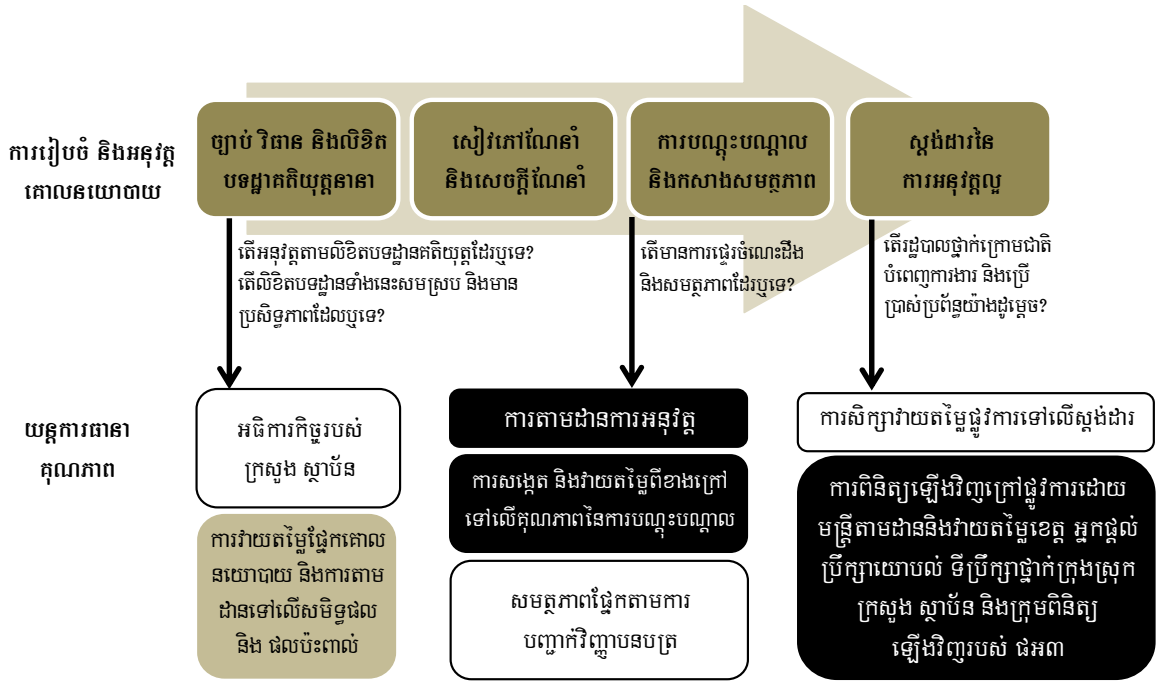 ការរៀបចំ និងអនុវត្ត
គោលនយោបាយ
ច្បាប់ វិធាន និងលិខិត
បទដ្ឋាគតិយុត្តនានា
សៀវភៅណែនាំ
និងសេចក្តីណែនាំ
ការបណ្តុះបណ្តាល
និងកសាងសមត្ថភាព
ស្តង់ដារនៃ
ការអនុវត្តល្អ
តើអនុវត្តតាមលិខិតបទដ្ឋានគតិយុត្តដែរឬទេ?
តើលិខិតបទដ្ឋានទាំងនេះសមស្រប និងមាន
ប្រសិទ្ធភាពដែលឬទេ?
តើមានការផ្ទេរចំណេះដឹង
និងសមត្ថភាពដែរឬទេ?
តើរដ្ឋបាលថ្នាក់ក្រោមជាតិ
បំពេញការងារ និងប្រើ
ប្រាស់ប្រព័ន្ធយ៉ាងដូម្តេច?
យន្តការធានា
គុណភាព
អធិការកិច្ចរបស់
ក្រសួង ស្ថាប័ន
ការវាយតម្លៃផ្នែកគោល
នយោបាយ និងការតាម
ដានទៅលើសមិទ្ធផល
និង ផលប៉ះពាល់
ការតាមដានការអនុវត្ត
ការសង្កេត និងវាយតម្លៃពីខាងក្រៅ
ទៅលើគុណភាពនៃការបណ្តុះបណ្តាល
សមត្ថភាពផ្នែកតាមការ
បញ្ជាក់វិញ្ញាបនបត្រ
ការសិក្សាវាយតម្លៃផ្លូវការទៅលើស្តង់ដារ
ការពិនិត្យឡើងវិញក្រៅផ្លូវការដោយ
មន្ត្រីតាមដាននិងវាយតម្លៃខេត្ត អ្នកផ្តល់
ប្រឹក្សាយោបល់ ទីប្រឹក្សាថ្នាក់ក្រុងស្រុក
ក្រសួង ស្ថាប័ន និងក្រុមពិនិត្យ
ឡើងវិញរបស់ ផអ៣